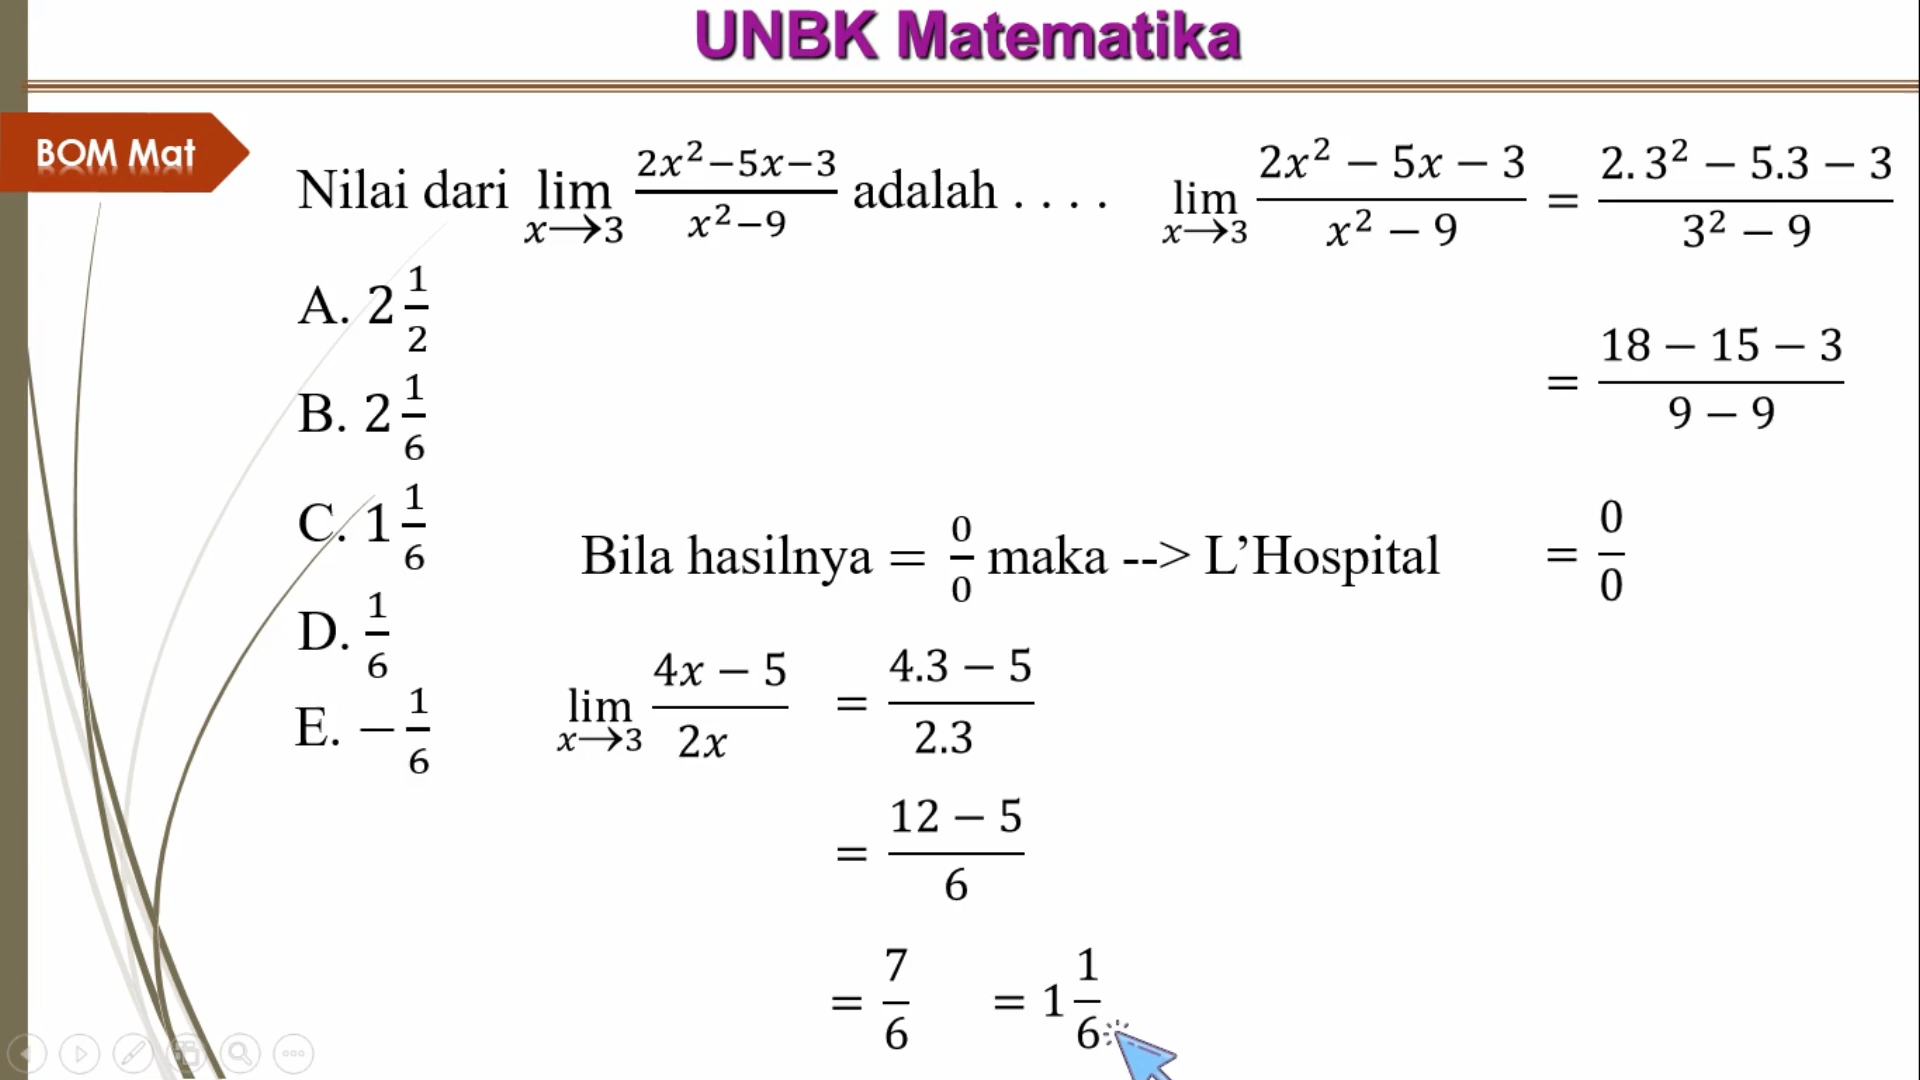 UNBK Matematika
BOM Mat
Nilai dari lim x→3 (2x²−5x−3)/(x²−9) adalah . . . .
A. 2 1/2
B. 2 1/6
C. 1 1/6
D. 1/6
E. − 1/6
lim x→3 (2x² − 5x − 3)/(x² − 9) = (2.3² − 5.3 − 3)/(3² − 9)
= (18 − 15 − 3)/(9 − 9)
= 0/0
Bila hasilnya = 0/0 maka --> L’Hospital
lim x→3 (4x − 5)/(2x) = (4.3 − 5)/(2.3)
= (12 − 5)/6
= 7/6 = 1 1/6